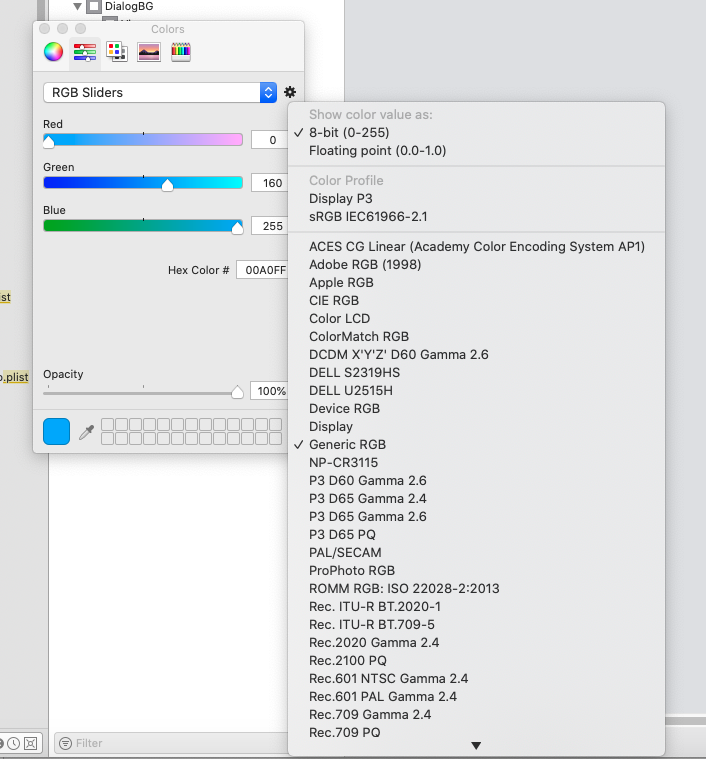 DialogBG
Colors
RGB Sliders
Red
0
Green
160
Blue
255
Hex Color #
00A0FF
ist
.plist
Opacity
100%
Show color value as:
✓ 8-bit (0-255)
Floating point (0.0-1.0)
Color Profile
Display P3
sRGB IEC61966-2.1
ACES CG Linear (Academy Color Encoding System AP1)
Adobe RGB (1998)
Apple RGB
CIE RGB
Color LCD
ColorMatch RGB
DCDM X'Y'Z' D60 Gamma 2.6
DELL S2319HS
DELL U2515H
Device RGB
Display
✓ Generic RGB
NP-CR3115
P3 D60 Gamma 2.6
P3 D65 Gamma 2.4
P3 D65 Gamma 2.6
P3 D65 PQ
PAL/SECAM
ProPhoto RGB
ROMM RGB: ISO 22028-2:2013
Rec. ITU-R BT.2020-1
Rec. ITU-R BT.709-5
Rec.2020 Gamma 2.4
Rec.2100 PQ
Rec.601 NTSC Gamma 2.4
Rec.601 PAL Gamma 2.4
Rec.709 Gamma 2.4
Rec.709 PQ
Filter